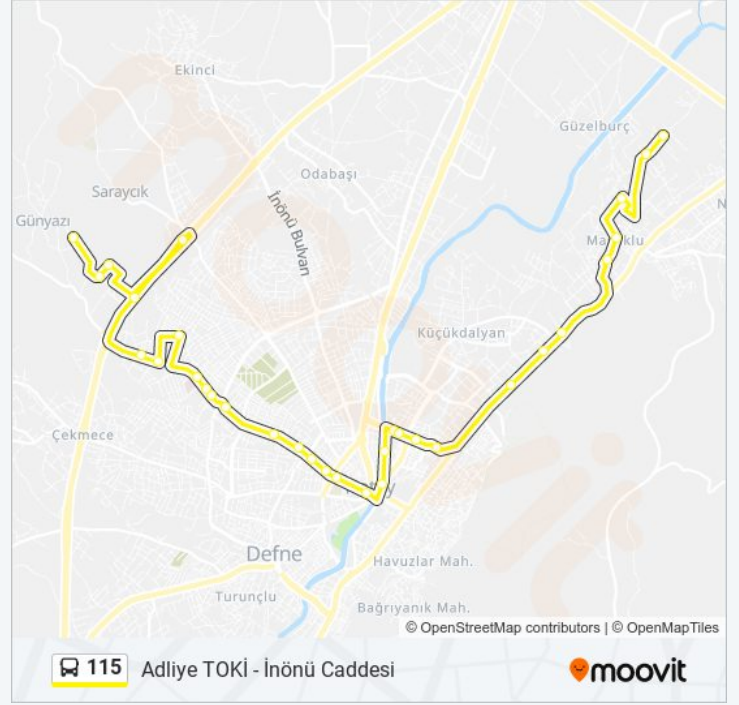 Ekinci
Güzelburç
Odabaşı
Saraycık
İnönü Bulvarı
Günyazı
Küçükdalyan
Çekmece
Defne
Havuzlar Mah.
Turunçlu
Bağrıyanık Mah.
© OpenStreetMap contributors | © OpenMapTiles
115 Adliye TOKİ - İnönü Caddesi
moovit